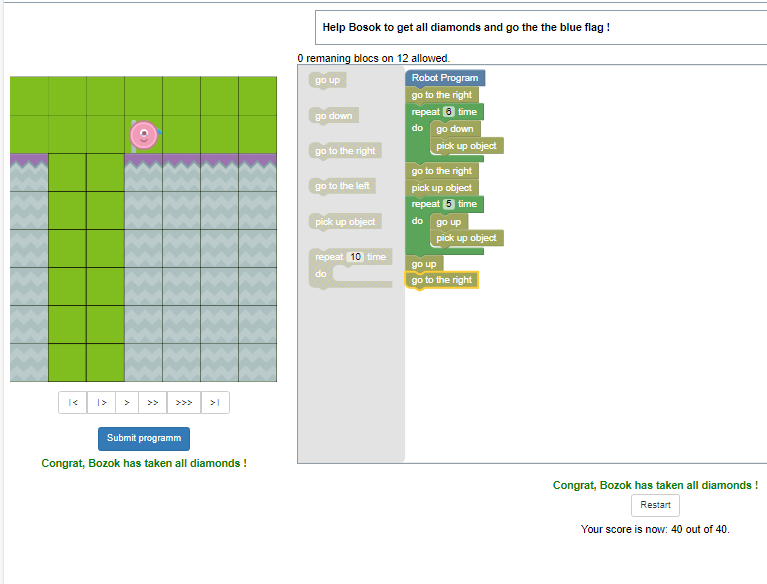 Help Bosok to get all diamonds and go the the blue flag !
0 remaning blocs on 12 allowed.
go up
go down
go to the right
go to the left
pick up object
repeat 10 time
do
Robot Program
go to the right
repeat 6 time
do go down
pick up object
go to the right
pick up object
repeat 5 time
do go up
pick up object
go up
go to the right
|< |> > >> >>> >|
Submit programm
Congrat, Bozok has taken all diamonds !
Congrat, Bozok has taken all diamonds !
Restart
Your score is now: 40 out of 40.